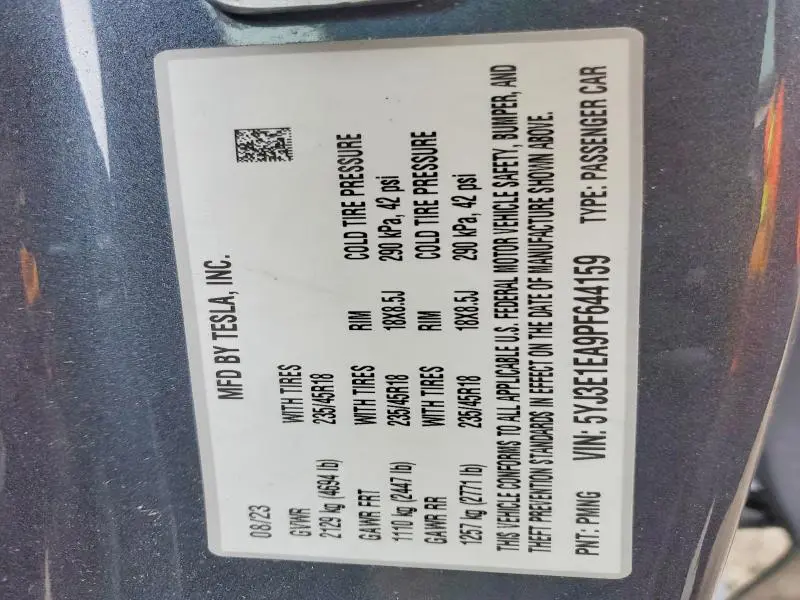 MFD BY TESLA, INC.
08/23
GVWR WITH TIRES
2129 kg (4694 lb) 235/45R18
GAWR FRT WITH TIRES RIM COLD TIRE PRESSURE
1110 kg (2447 lb) 235/45R18 18X8.5J 290 kPa, 42 psi
GAWR RR WITH TIRES RIM COLD TIRE PRESSURE
1257 kg (2771 lb) 235/45R18 18X8.5J 290 kPa, 42 psi
THIS VEHICLE CONFORMS TO ALL APPLICABLE U.S. FEDERAL MOTOR VEHICLE SAFETY, BUMPER, AND
THEFT PREVENTION STANDARDS IN EFFECT ON THE DATE OF MANUFACTURE SHOWN ABOVE.
PNT: PMNG VIN: 5YJ3E1EA9PF644159 TYPE: PASSENGER CAR